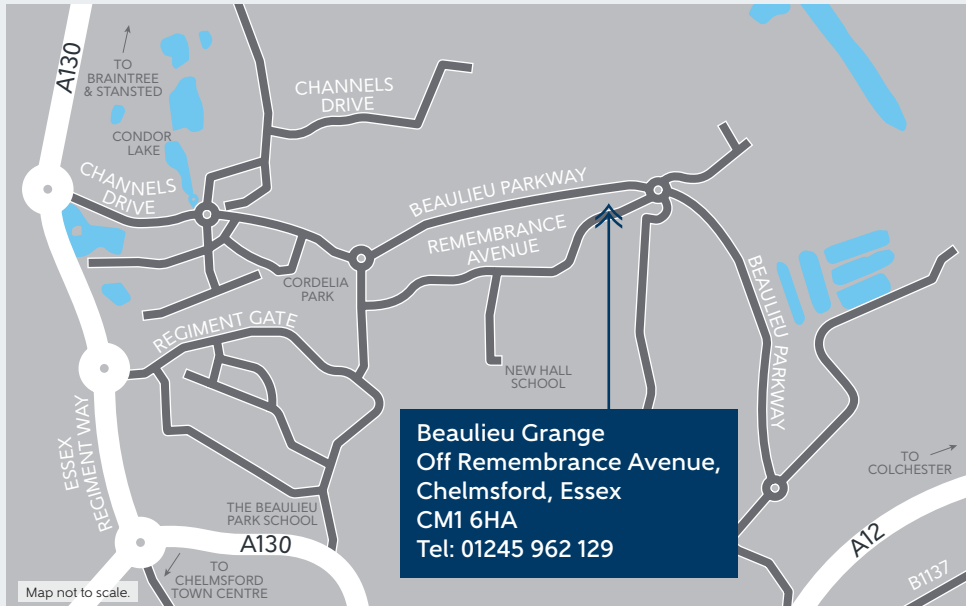 A130
TO
BRAINTREE
& STANSTED
CHANNELS
DRIVE
CONDOR
LAKE
CHANNELS
DRIVE
BEAULIEU PARKWAY
REMEMBRANCE
AVENUE
CORDELIA
PARK
BEAULIEU PARKWAY
REGIMENT GATE
NEW HALL
SCHOOL
ESSEX
REGIMENT WAY
Beaulieu Grange
Off Remembrance Avenue,
Chelmsford, Essex
CM1 6HA
Tel: 01245 962 129
TO
COLCHESTER
THE BEAULIEU
PARK SCHOOL
A130
A12
TO
CHELMSFORD
TOWN CENTRE
B1137
Map not to scale.